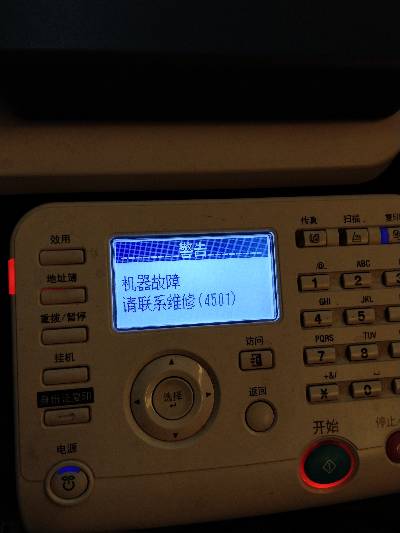 警告
机器故障
请联系维修(4501)
效用
地址簿
重拨/暂停
挂机
身份证复印
电源
访问
选择
返回
传真
扫描
复印
/@_
1
ABC
2
GHI
4
JKL
5
PQRS
7
TUV
8
+&/
*
0
开始
停止